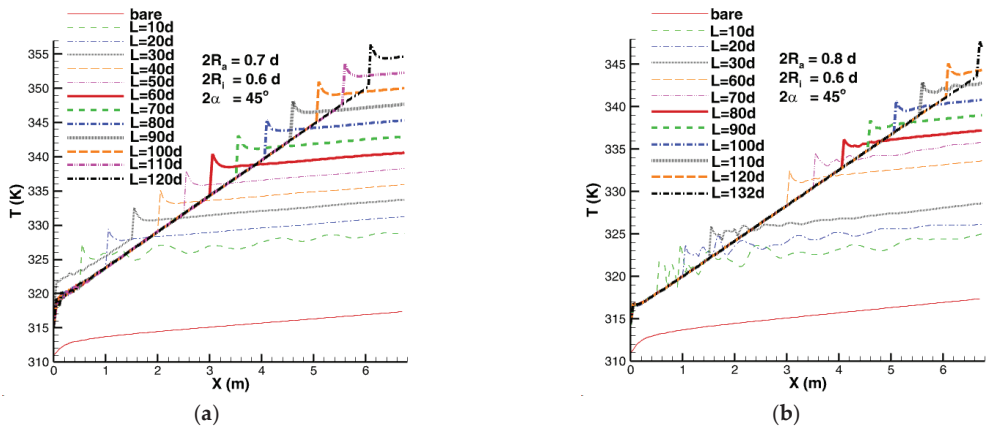 bare
L=10d
L=20d
L=30d
L=40d
L=50d
L=60d
L=70d
L=80d
L=90d
L=100d
L=110d
L=120d
2Rₐ = 0.7 d
2Rᵢ = 0.6 d
2α = 45°
T (K)
355
350
345
340
335
330
325
320
315
310
0 1 2 3 4 5 6
X (m)
(a)
bare
L=10d
L=20d
L=30d
L=60d
L=70d
L=80d
L=90d
L=100d
L=110d
L=120d
L=132d
2Rₐ = 0.8 d
2Rᵢ = 0.6 d
2α = 45°
T (K)
345
340
335
330
325
320
315
310
0 1 2 3 4 5 6
X (m)
(b)